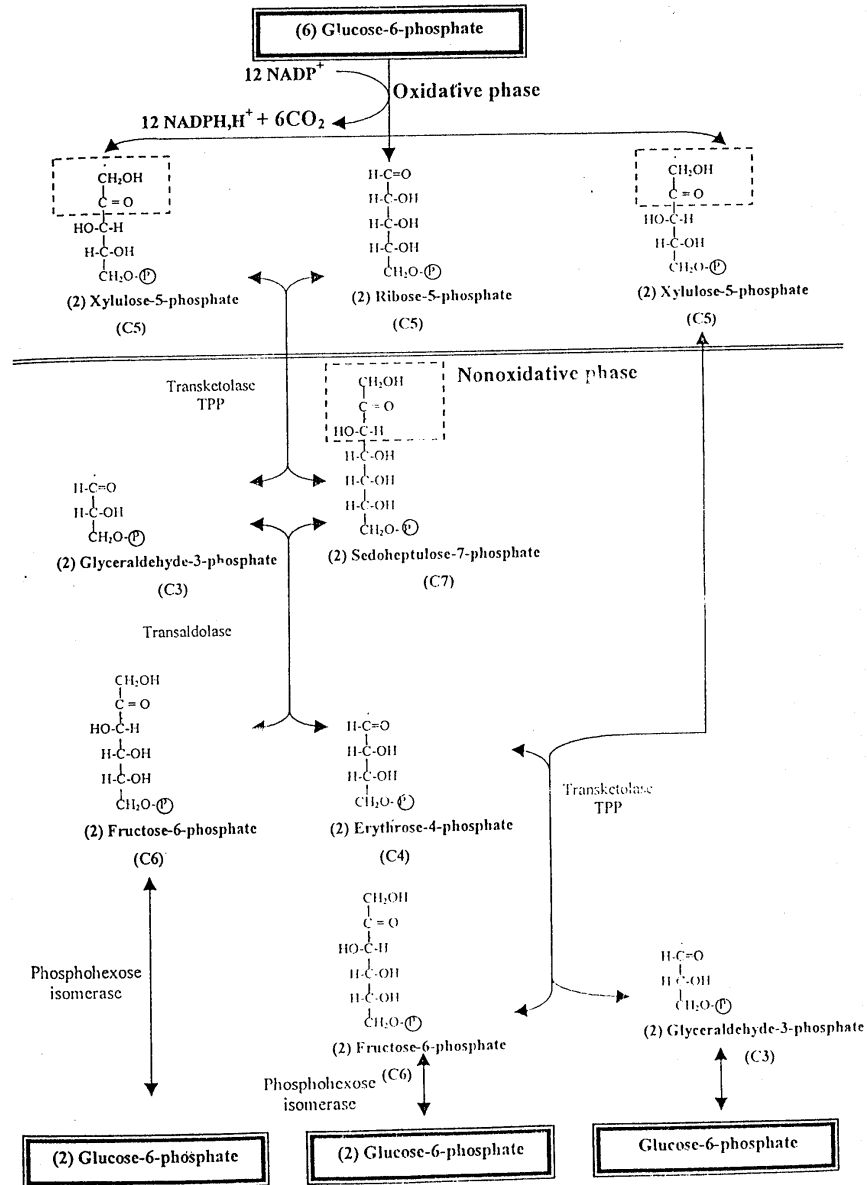 (6) Glucose-6-phosphate
12 NADP+
Oxidative phase
12 NADPH,H+ + 6CO2
CH2OH
C = O
HO-C-H
H-C-OH
CH2O-P
(2) Xylulose-5-phosphate
(C5)
H-C=O
H-C-OH
H-C-OH
H-C-OH
CH2O-P
(2) Ribose-5-phosphate
(C5)
CH2OH
C = O
HO-C-H
H-C-OH
CH2O-P
(2) Xylulose-5-phosphate
(C5)
Nonoxidative phase
Transketolase
TPP
CH2OH
C = O
HO-C-H
H-C-OH
H-C-OH
H-C-OH
CH2O-P
(2) Sedoheptulose-7-phosphate
(C7)
H-C=O
H-C-OH
CH2O-P
(2) Glyceraldehyde-3-phosphate
(C3)
Transaldolase
CH2OH
C = O
HO-C-H
H-C-OH
H-C-OH
CH2O-P
(2) Fructose-6-phosphate
(C6)
H-C=O
H-C-OH
H-C-OH
CH2O-P
(2) Erythrose-4-phosphate
(C4)
Transketolase
TPP
CH2OH
C = O
HO-C-H
H-C-OH
H-C-OH
CH2O-P
(2) Fructose-6-phosphate
(C6)
H-C=O
H-C-OH
CH2O-P
(2) Glyceraldehyde-3-phosphate
(C3)
Phosphohexose
isomerase
Phosphohexose
isomerase
(2) Glucose-6-phosphate
(2) Glucose-6-phosphate
Glucose-6-phosphate